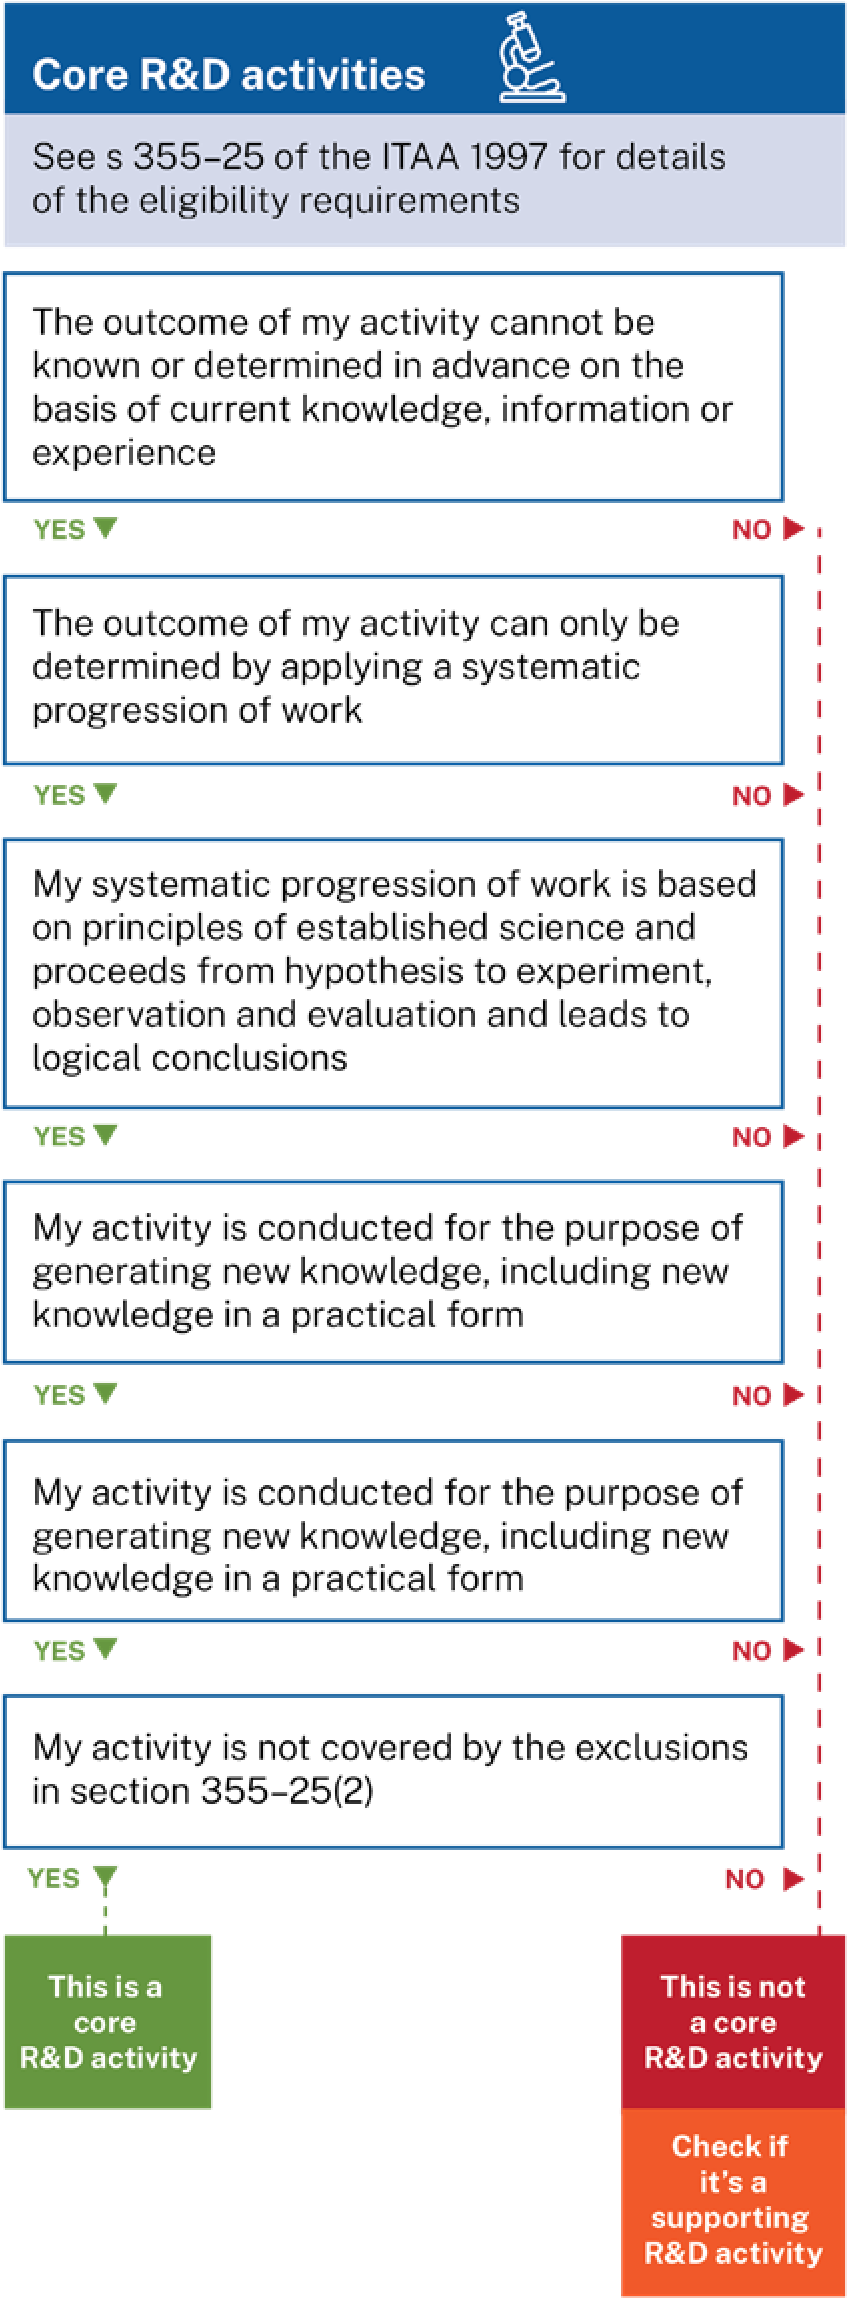 Core R&D activities
See s 355–25 of the ITAA 1997 for details
of the eligibility requirements
The outcome of my activity cannot be
known or determined in advance on the
basis of current knowledge, information or
experience
YES NO
The outcome of my activity can only be
determined by applying a systematic
progression of work
YES NO
My systematic progression of work is based
on principles of established science and
proceeds from hypothesis to experiment,
observation and evaluation and leads to
logical conclusions
YES NO
My activity is conducted for the purpose of
generating new knowledge, including new
knowledge in a practical form
YES NO
My activity is conducted for the purpose of
generating new knowledge, including new
knowledge in a practical form
YES NO
My activity is not covered by the exclusions
in section 355–25(2)
YES NO
This is a
core
R&D activity
This is not
a core
R&D activity
Check if
it's a
supporting
R&D activity